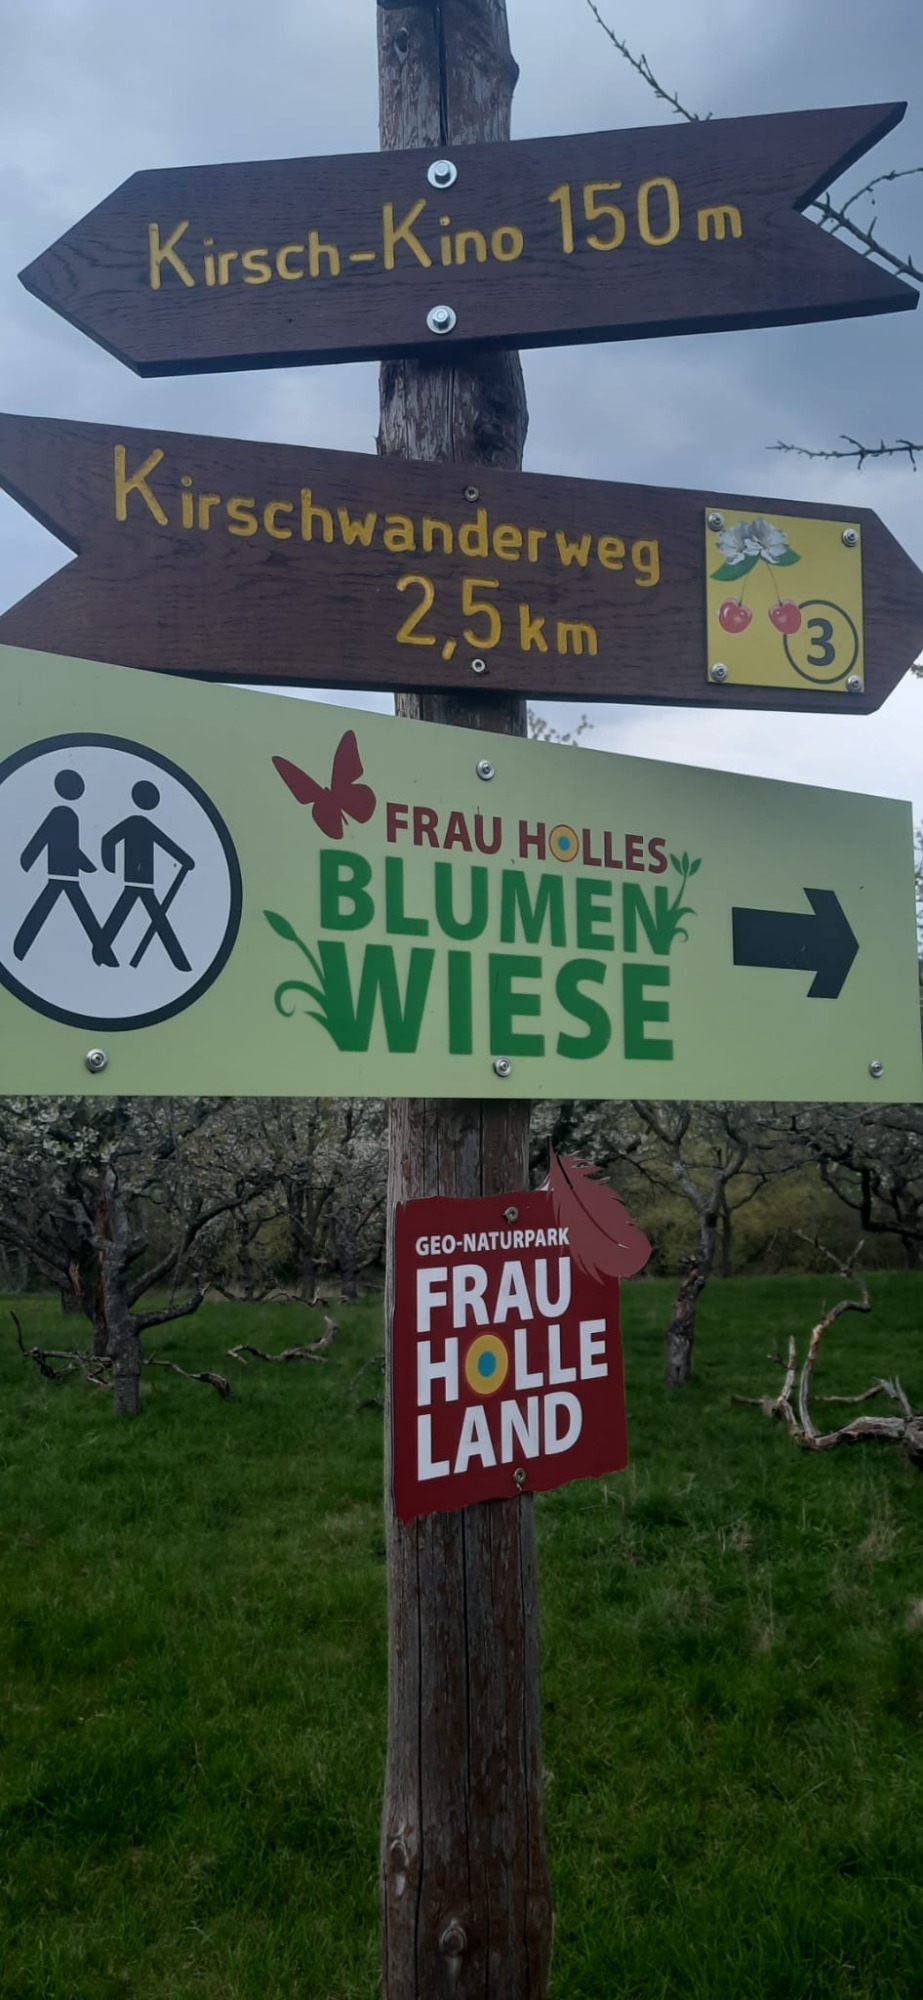 Kirsch-Kino 150 m
Kirschwanderweg
2,5 km
3
FRAU HOLLES
BLUMEN
WIESE
GEO-NATURPARK
FRAU
HOLLE
LAND